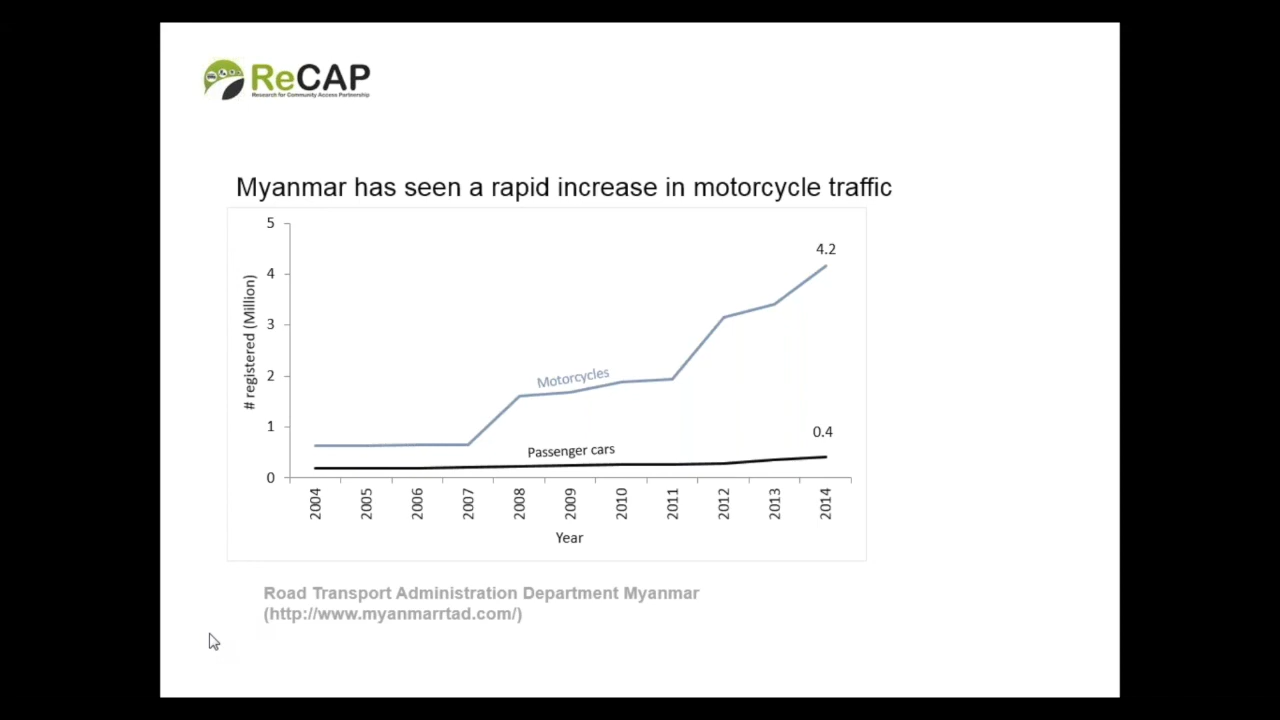 ReCAP
Research for Community Access Partnership
Myanmar has seen a rapid increase in motorcycle traffic
5
4
3
2
1
0
# registered (Million)
4.2
Motorcycles
0.4
Passenger cars
2004 2005 2006 2007 2008 2009 2010 2011 2012 2013 2014
Year
Road Transport Administration Department Myanmar
(http://www.myanmarrtad.com/)